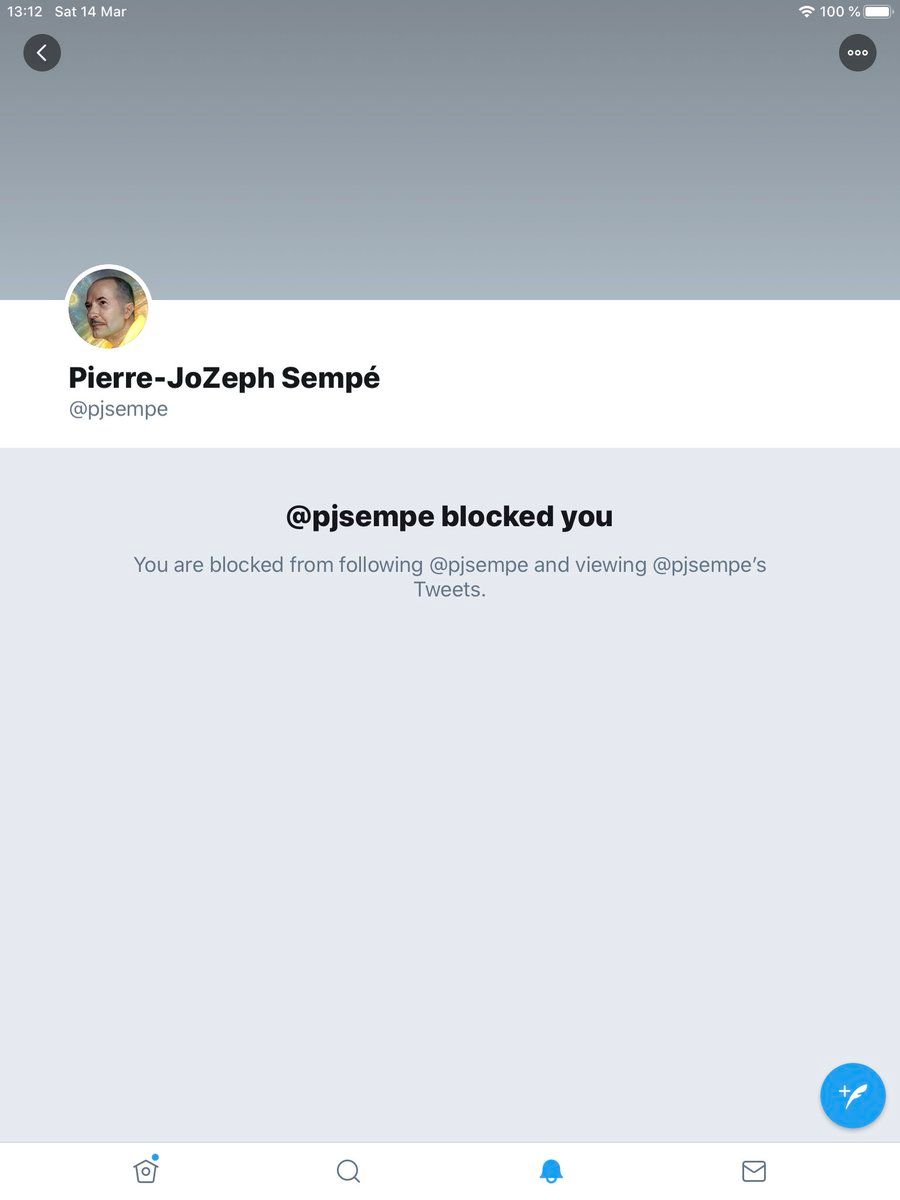 13:12 Sat 14 Mar 100 %
Pierre-JoZeph Sempé
@pjsempe
@pjsempe blocked you
You are blocked from following @pjsempe and viewing @pjsempe’s
Tweets.